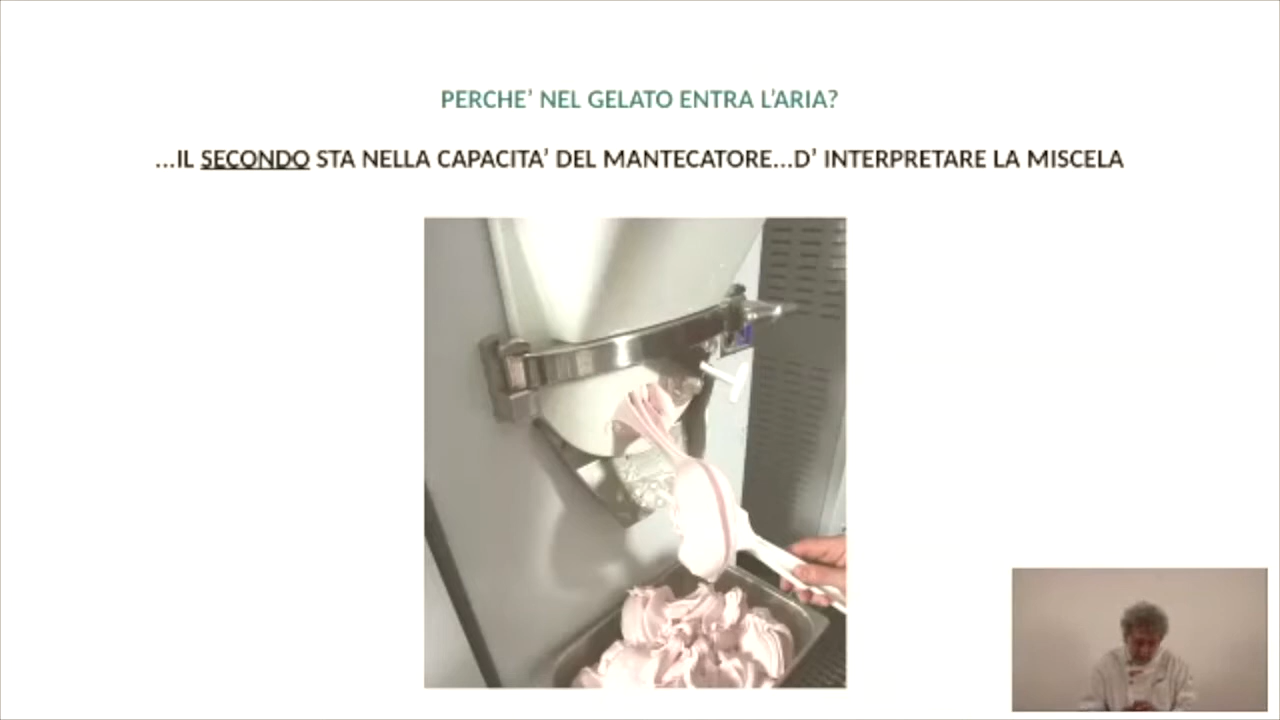 PERCHE’ NEL GELATO ENTRA L’ARIA?
...IL SECONDO STA NELLA CAPACITA’ DEL MANTECATORE...D’ INTERPRETARE LA MISCELA